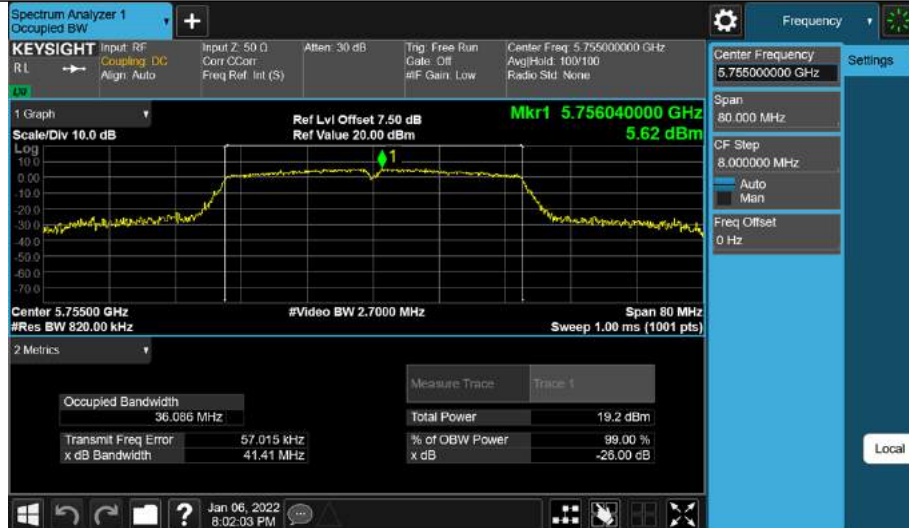 Spectrum Analyzer 1
Occupied BW
Frequency
KEYSIGHT
RL
Input: RF
Coupling: DC
Align: Auto
Input Z: 50 Ω
Corr CCorr
Freq Ref: Int (S)
Atten: 30 dB
Trig: Free Run
Gate: Off
#IF Gain: Low
Center Freq: 5.755000000 GHz
Avg|Hold: 100/100
Radio Std: None
1 Graph
Scale/Div 10.0 dB
Ref Lvl Offset 7.50 dB
Ref Value 20.00 dBm
Mkr1 5.756040000 GHz
5.62 dBm
Log
10.0
0.00
-10.0
-20.0
-30.0
-40.0
-50.0
-60.0
-70.0
1
Center 5.75500 GHz
#Res BW 820.00 kHz
#Video BW 2.7000 MHz
Span 80 MHz
Sweep 1.00 ms (1001 pts)
2 Metrics
Measure Trace
Trace 1
Occupied Bandwidth
36.086 MHz
Total Power
19.2 dBm
Transmit Freq Error
57.015 kHz
% of OBW Power
99.00 %
x dB Bandwidth
41.41 MHz
x dB
-26.00 dB
Center Frequency
5.755000000 GHz
Settings
Span
80.000 MHz
CF Step
8.000000 MHz
Auto
Man
Freq Offset
0 Hz
Local
?
Jan 06, 2022
8:02:03 PM